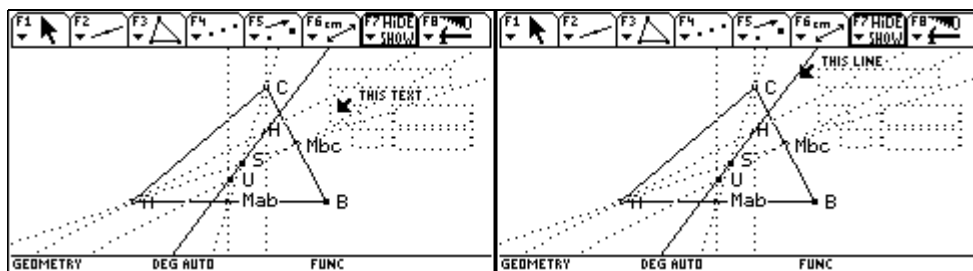 F1 F2 F3 F4 F5 F6 cm F7 HiDE SHOW F8
C
THIS TEXT
H
Mbc
S
U
Mab B
GEOMETRY DEG AUTO FUNC
F1 F2 F3 F4 F5 F6 cm F7 HiDE SHOW F8
THIS LINE
C
H
Mbc
S
U
Mab B
GEOMETRY DEG AUTO FUNC